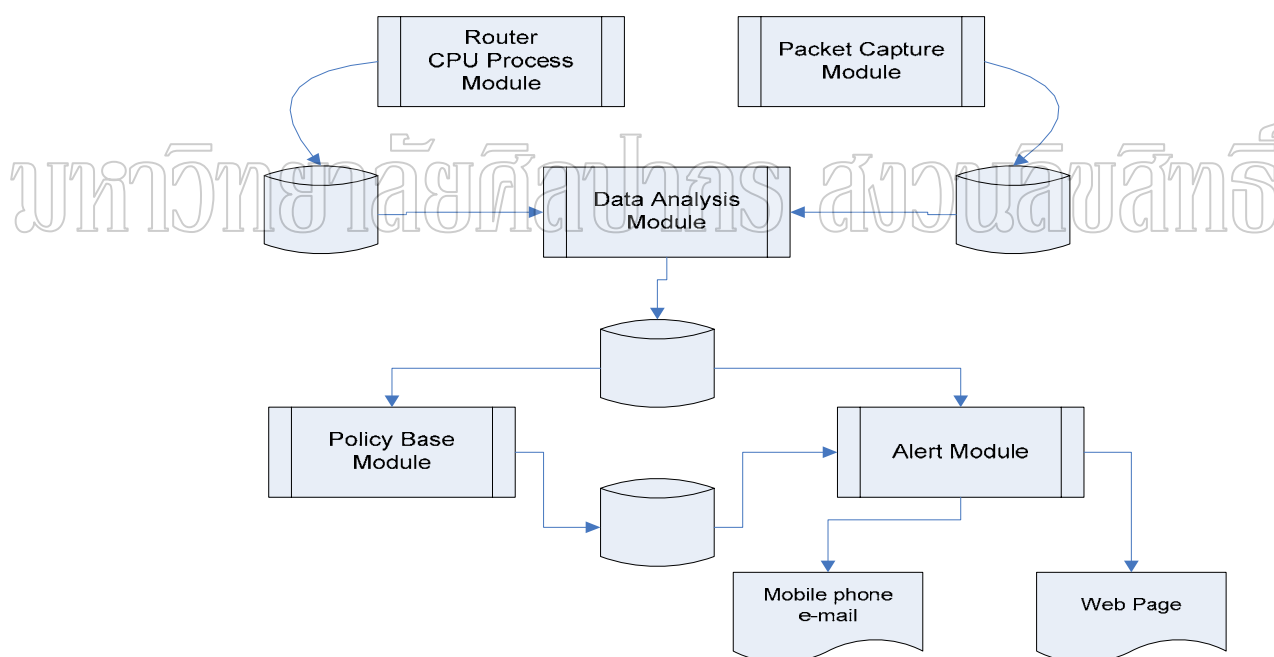 Router
CPU Process
Module
Packet Capture
Module
มหาวิทยาลัยศิลปากร สงวนลิขสิทธิ์
Data Analysis
Module
Policy Base
Module
Alert Module
Mobile phone
e-mail
Web Page